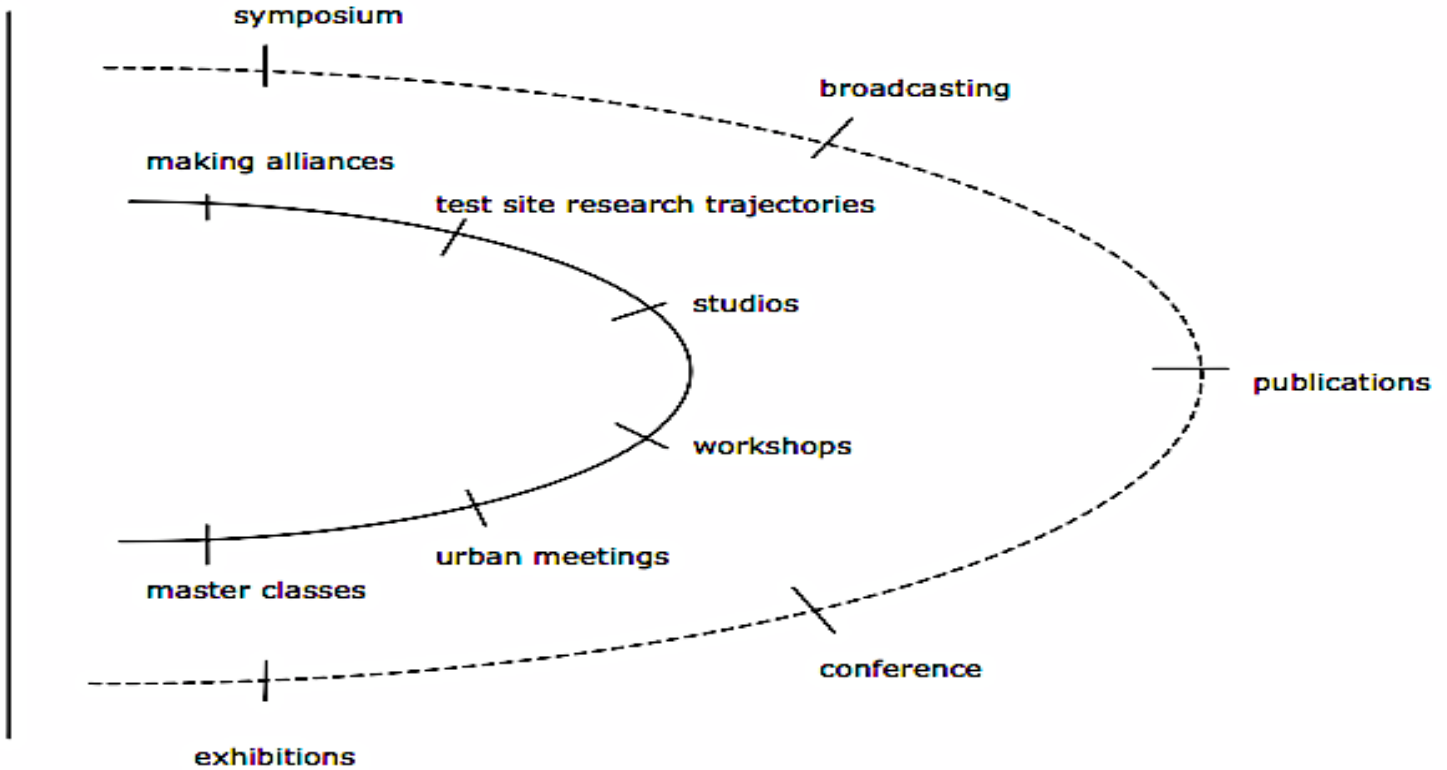 symposium
broadcasting
making alliances
test site research trajectories
studios
publications
workshops
urban meetings
master classes
conference
exhibitions